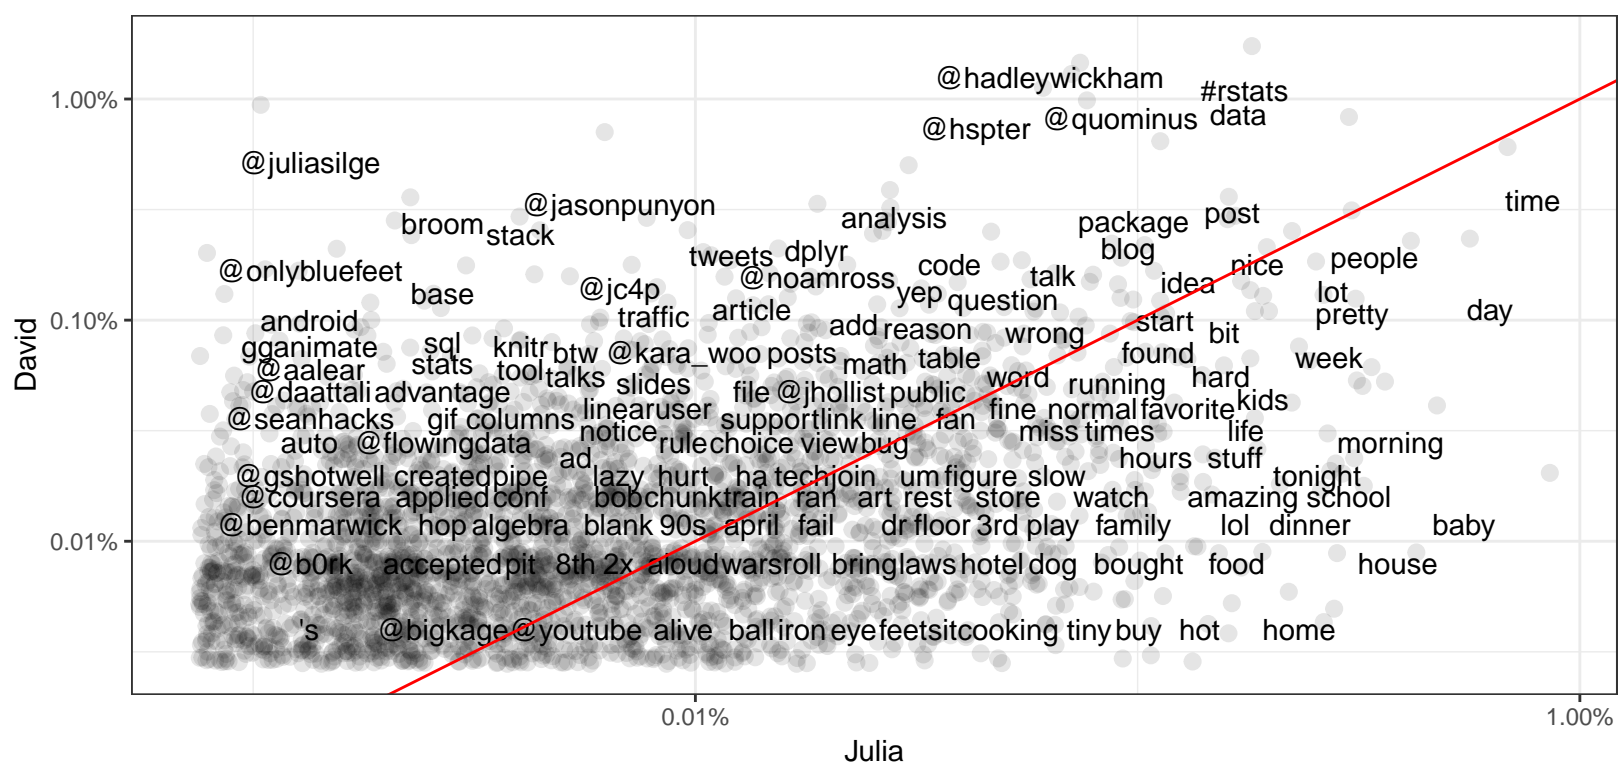 @hadleywickham
#rstats
1.00%
@quominus data
@hspter
@juliasilge
@jasonpunyon time
broom analysis package post
stack
tweets dplyr blog
@onlybluefeet @noamross code talk idea nice people
base @jc4p yep question lot
android traffic article add reason wrong start bit pretty day
0.10%
gganimate sql knitr btw @kara_woo posts math table found week
@aalear stats tool talks slides word running hard
@daattali advantage file @jhollist public kids
@seanhacks gif columns linear user support link line fan fine normal favorite
auto @flowingdata notice rule choice view bug miss times life morning
ad hours stuff
@gshotwell created pipe lazy hurt ha tech join um figure slow tonight
@coursera applied conf bob chunk train ran art rest store watch amazing school
@benmarwick hop algebra blank 90s april fail dr floor 3rd play family lol dinner baby
0.01%
@b0rk accepted pit 8th 2x aloud wars roll bring laws hotel dog bought food house
's @bigkage @youtube alive ball iron eye feet sit cooking tiny buy hot home
David
0.01% 1.00%
Julia